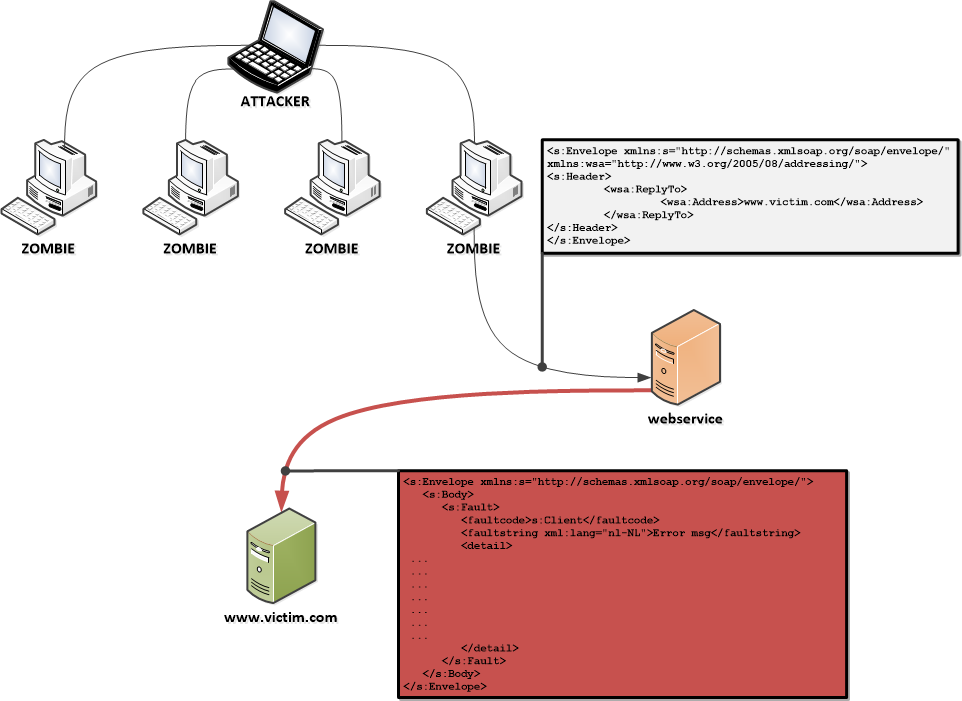 ATTACKER
ZOMBIE
ZOMBIE
ZOMBIE
ZOMBIE
<s:Envelope xmlns:s="http://schemas.xmlsoap.org/soap/envelope/"
xmlns:wsa="http://www.w3.org/2005/08/addressing/">
<s:Header>
<wsa:ReplyTo>
<wsa:Address>www.victim.com</wsa:Address>
</wsa:ReplyTo>
</s:Header>
</s:Envelope>
webservice
<s:Envelope xmlns:s="http://schemas.xmlsoap.org/soap/envelope/">
<s:Body>
<s:Fault>
<faultcode>s:Client</faultcode>
<faultstring xml:lang="nl-NL">Error msg</faultstring>
<detail>
...
...
...
...
...
...
...
</detail>
</s:Fault>
</s:Body>
</s:Envelope>
www.victim.com